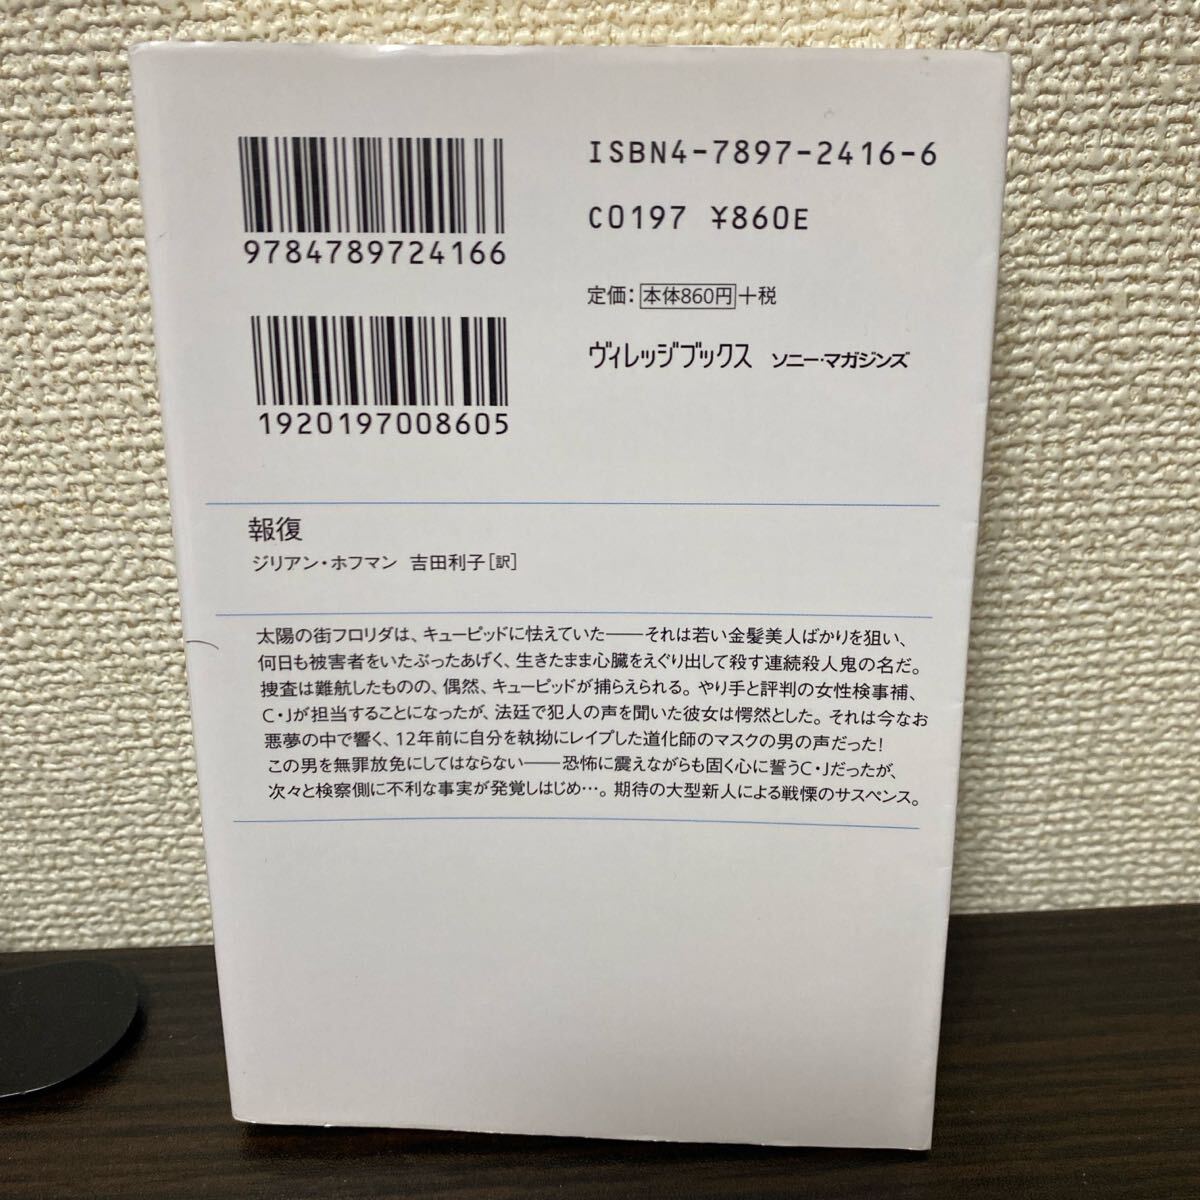 ISBN4-7897-2416-6
9784789724166
C0197 ¥860E
定価：本体860円+税
1920197008605
ヴィレッジブックス ソニー・マガジンズ
報復
ジリアン・ホフマン 吉田利子[訳]
太陽の街フロリダは、キューピッドに怯えていた——それは若い金髪美人ばかりを狙い、
何日も被害者をいたぶったあげく、生きたまま心臓をえぐり出して殺す連続殺人鬼の名だ。
捜査は難航したものの、偶然、キューピッドが捕らえられる。やり手と評判の女性検事補、
C・Jが担当することになったが、法廷で犯人の声を聞いた彼女は愕然とした。それは今なお
悪夢の中で響く、12年前に自分を執拗にレイプした道化師のマスクの男の声だった！
この男を無罪放免にしてはならない——恐怖に震えながらも固く心に誓うC・Jだったが、
次々と検察側に不利な事実が発覚しはじめ…。期待の大型新人による戦慄のサスペンス。